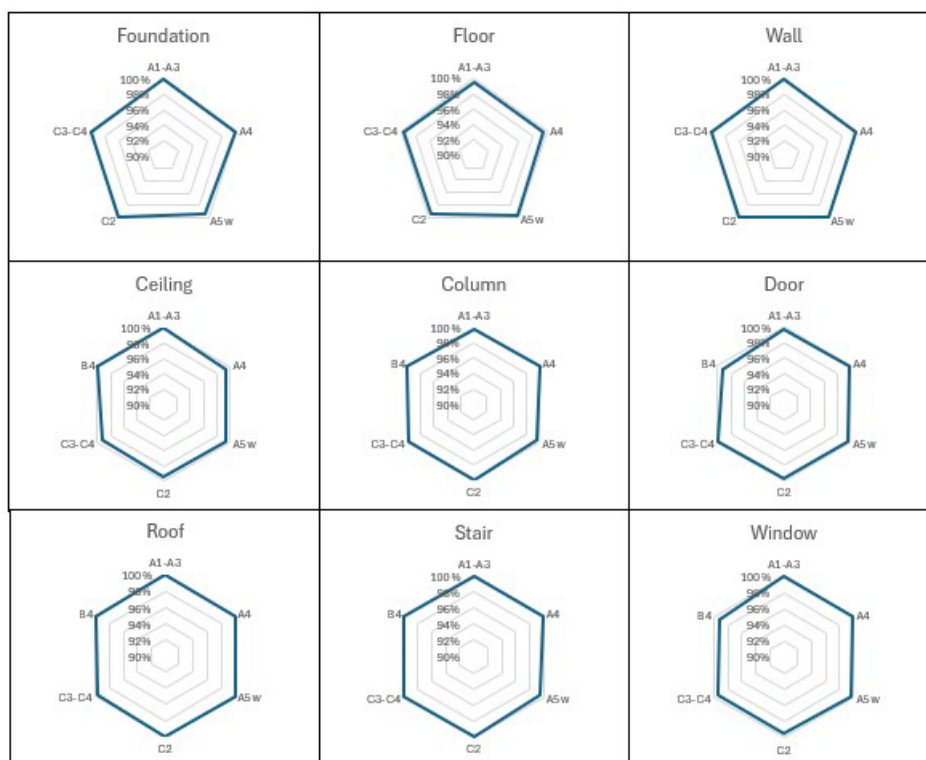 Foundation
A1-A3
100%
98%
96%
94%
92%
90%
A4
A5w
C2
C3-C4
Floor
A1-A3
100%
98%
96%
94%
92%
90%
A4
A5w
C2
C3-C4
Wall
A1-A3
100%
98%
96%
94%
92%
90%
A4
A5w
C2
C3-C4
Ceiling
A1-A3
100%
98%
96%
94%
92%
90%
A4
A5w
C2
C3-C4
B4
Column
A1-A3
100%
98%
96%
94%
92%
90%
A4
A5w
C2
C3-C4
B4
Door
A1-A3
100%
98%
96%
94%
92%
90%
A4
A5w
C2
C3-C4
B4
Roof
A1-A3
100%
98%
96%
94%
92%
90%
A4
A5w
C2
C3-C4
B4
Stair
A1-A3
100%
98%
96%
94%
92%
90%
A4
A5w
C2
C3-C4
B4
Window
A1-A3
100%
98%
96%
94%
92%
90%
A4
A5w
C2
C3-C4
B4